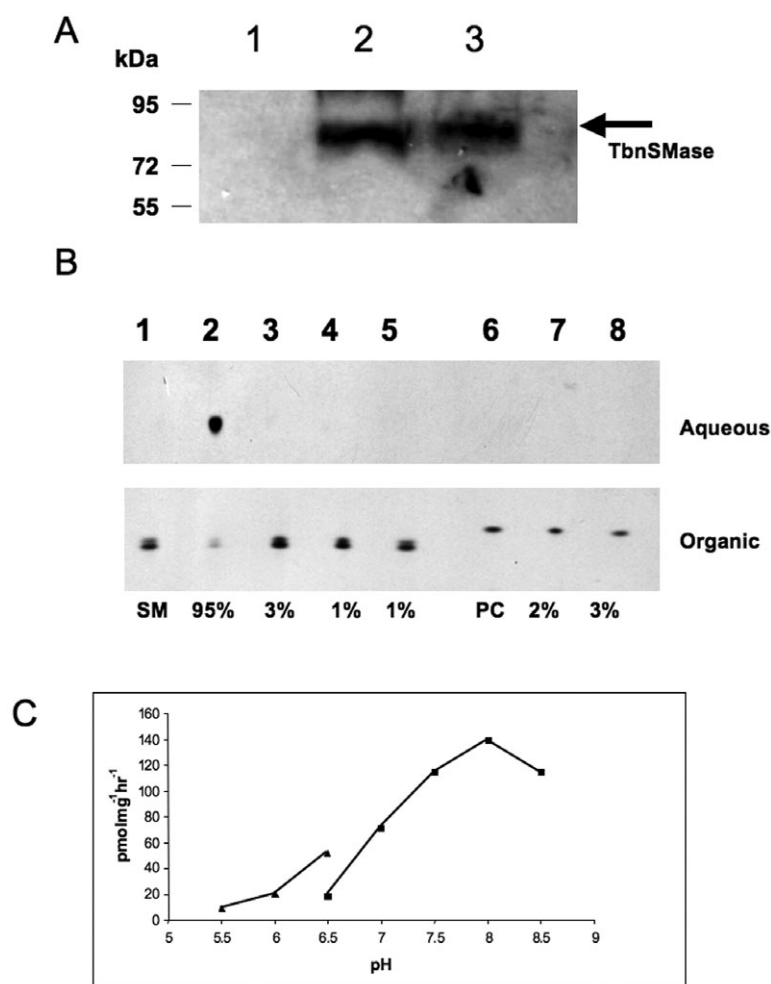 A
1 2 3
kDa
95
72
55
TbnSMase
B
1 2 3 4 5 6 7 8
Aqueous
Organic
SM 95% 3% 1% 1% PC 2% 3%
C
160
140
120
100
80
60
40
20
0
pmolmg⁻¹hr⁻¹
5 5.5 6 6.5 7 7.5 8 8.5 9
pH